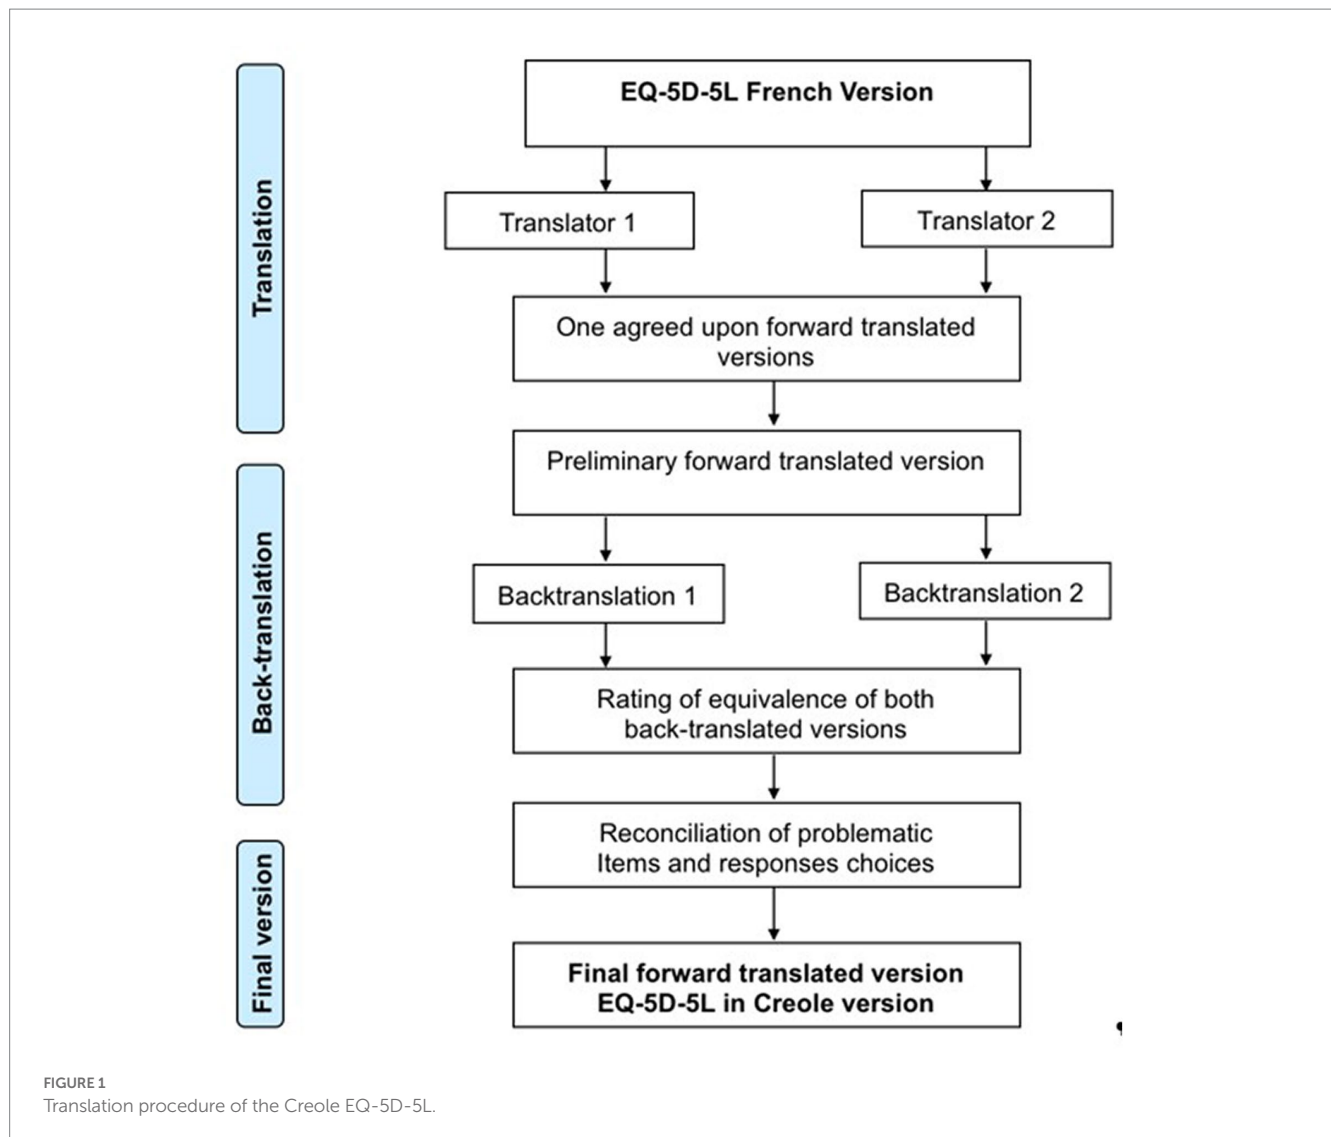 Translation
EQ-5D-5L French Version
Translator 1
Translator 2
One agreed upon forward translated
versions
Back-translation
Preliminary forward translated version
Backtranslation 1
Backtranslation 2
Rating of equivalence of both
back-translated versions
Final version
Reconciliation of problematic
Items and responses choices
Final forward translated version
EQ-5D-5L in Creole version
FIGURE 1
Translation procedure of the Creole EQ-5D-5L.